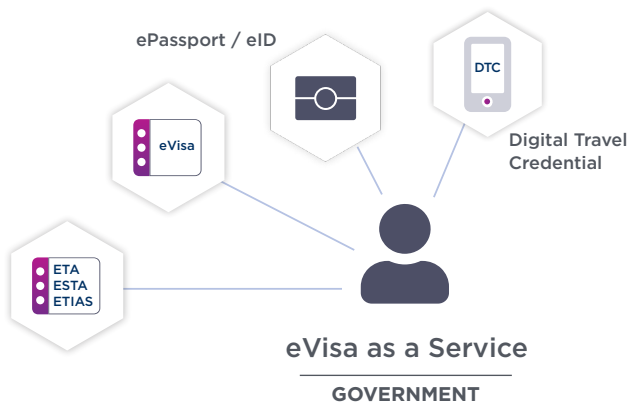 ePassport / eID
DTC
Digital Travel
Credential
eVisa
ETA
ESTA
ETIAS
eVisa as a Service
GOVERNMENT